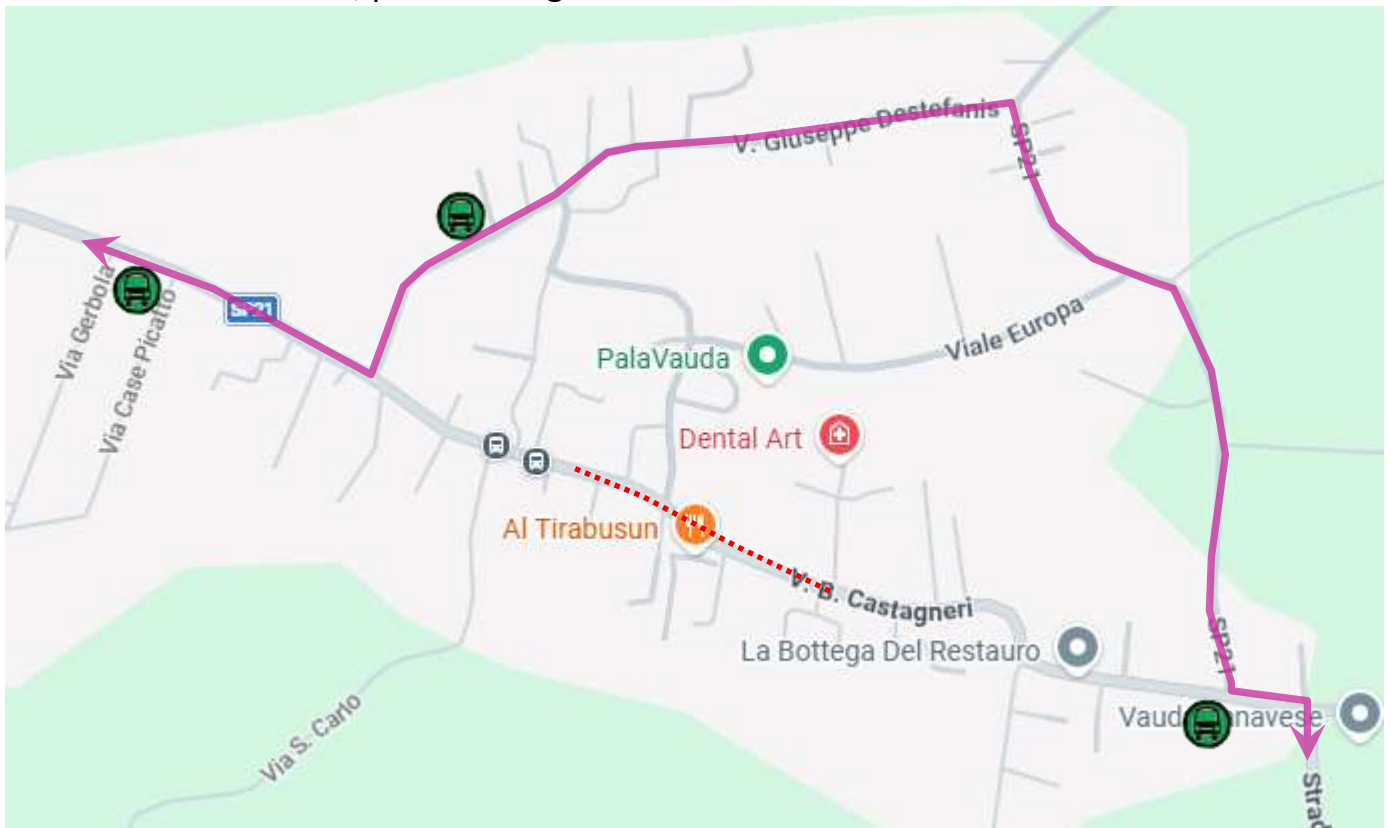 V. Giuseppe Destefanis
SP21
Via Gerbola
SP21
Via Case Picatto
Viale Europa
PalaVauda
Dental Art
Al Tirabusun
V. B. Castagneri
La Bottega Del Restauro
SP21
Via S. Carlo